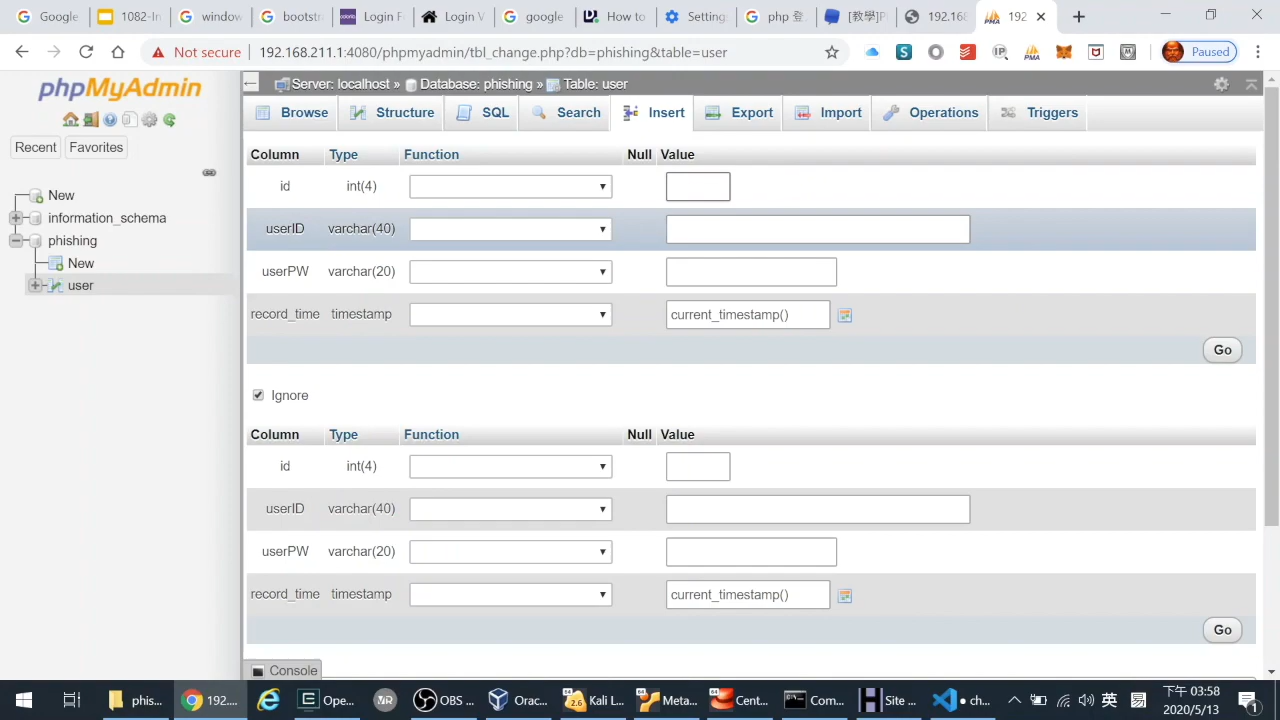 Google
1082-In
window
bootstr
Login F
Login V
google
How to
Setting
php 登
[教學]P
192.168
192
Not secure
192.168.211.1:4080/phpmyadmin/tbl_change.php?db=phishing&table=user
Paused
phpMyAdmin
Recent
Favorites
New
information_schema
phishing
New
user
Server: localhost » Database: phishing » Table: user
Browse Structure SQL Search Insert Export Import Operations Triggers
Column Type Function Null Value
id int(4)
userID varchar(40)
userPW varchar(20)
record_time timestamp current_timestamp()
Go
Ignore
Column Type Function Null Value
id int(4)
userID varchar(40)
userPW varchar(20)
record_time timestamp current_timestamp()
Go
Console
phis...
192....
Ope...
OBS ...
Orac...
Kali L...
Meta...
Cent...
Com...
Site ...
● ch...
英
下午 03:58
2020/5/13